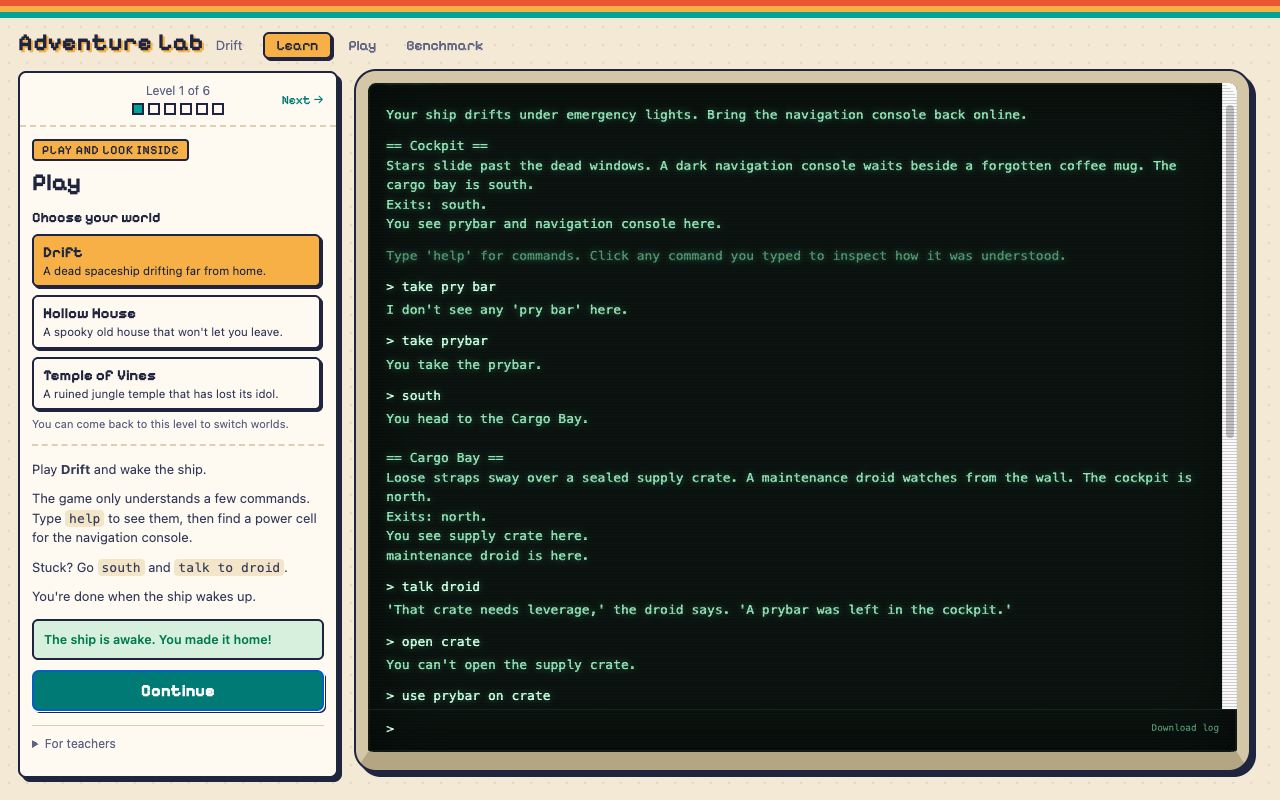 Adventure Lab Drift Learn Play Benchmark
Level 1 of 6
Next →
PLAY AND LOOK INSIDE
Play
Choose your world
Drift
A dead spaceship drifting far from home.
Hollow House
A spooky old house that won't let you leave.
Temple of Vines
A ruined jungle temple that has lost its idol.
You can come back to this level to switch worlds.
Play Drift and wake the ship.
The game only understands a few commands.
Type help to see them, then find a power cell
for the navigation console.
Stuck? Go south and talk to droid.
You're done when the ship wakes up.
The ship is awake. You made it home!
Continue
For teachers
Your ship drifts under emergency lights. Bring the navigation console back online.
== Cockpit ==
Stars slide past the dead windows. A dark navigation console waits beside a forgotten coffee mug. The
cargo bay is south.
Exits: south.
You see prybar and navigation console here.
Type 'help' for commands. Click any command you typed to inspect how it was understood.
> take pry bar
I don't see any 'pry bar' here.
> take prybar
You take the prybar.
> south
You head to the Cargo Bay.
== Cargo Bay ==
Loose straps sway over a sealed supply crate. A maintenance droid watches from the wall. The cockpit is
north.
Exits: north.
You see supply crate here.
maintenance droid is here.
> talk droid
'That crate needs leverage,' the droid says. 'A prybar was left in the cockpit.'
> open crate
You can't open the supply crate.
> use prybar on crate
>
Download log